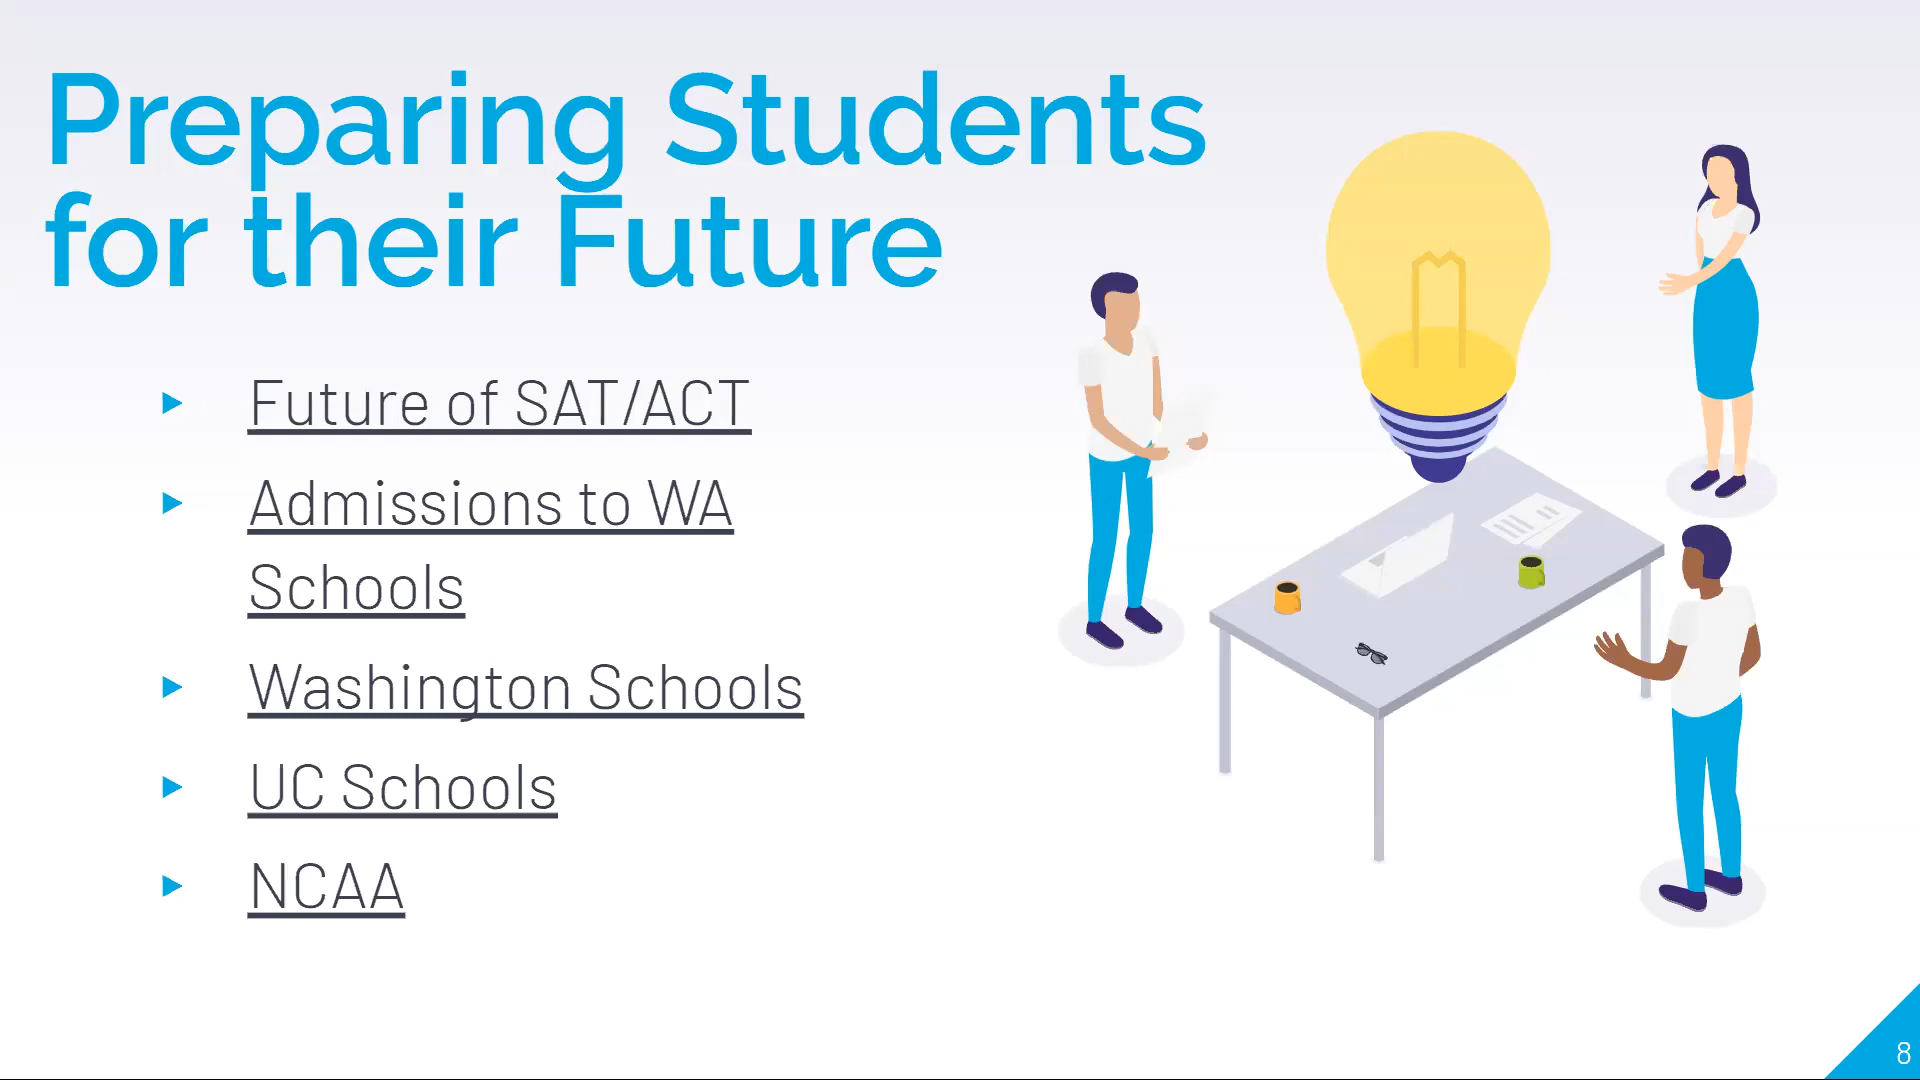 Preparing Students
for their Future
Future of SAT/ACT
Admissions to WA
Schools
Washington Schools
UC Schools
NCAA
8